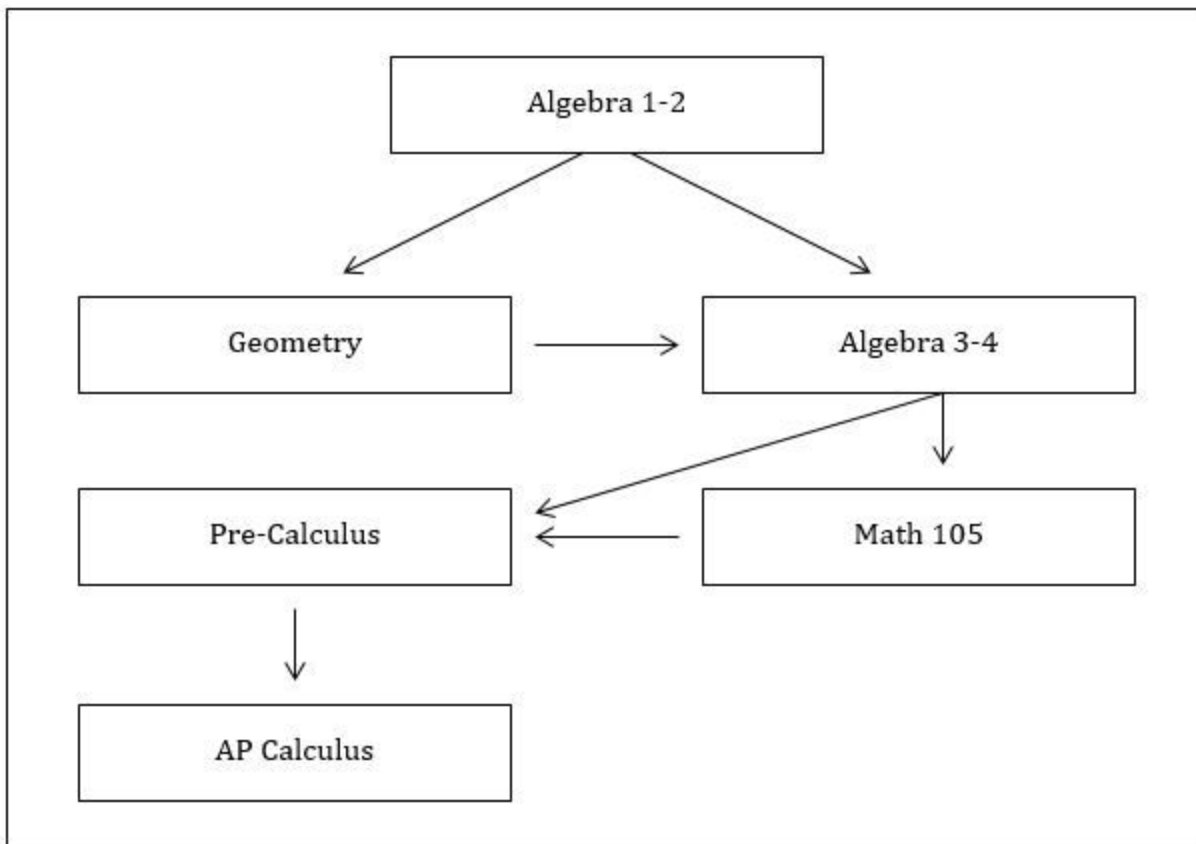 Algebra 1-2
Geometry
Algebra 3-4
Pre-Calculus
Math 105
AP Calculus